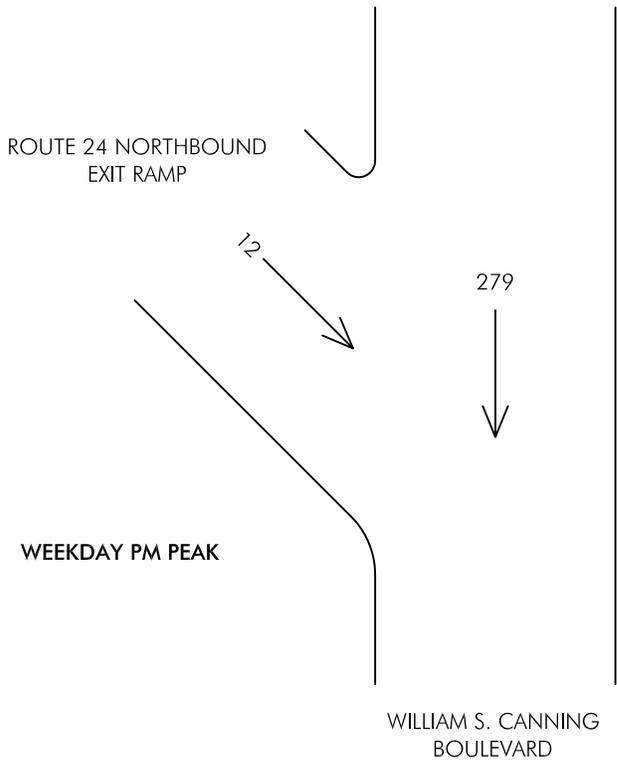 ROUTE 24 NORTHBOUND
EXIT RAMP
12
279
WEEKDAY PM PEAK
WILLIAM S. CANNING
BOULEVARD